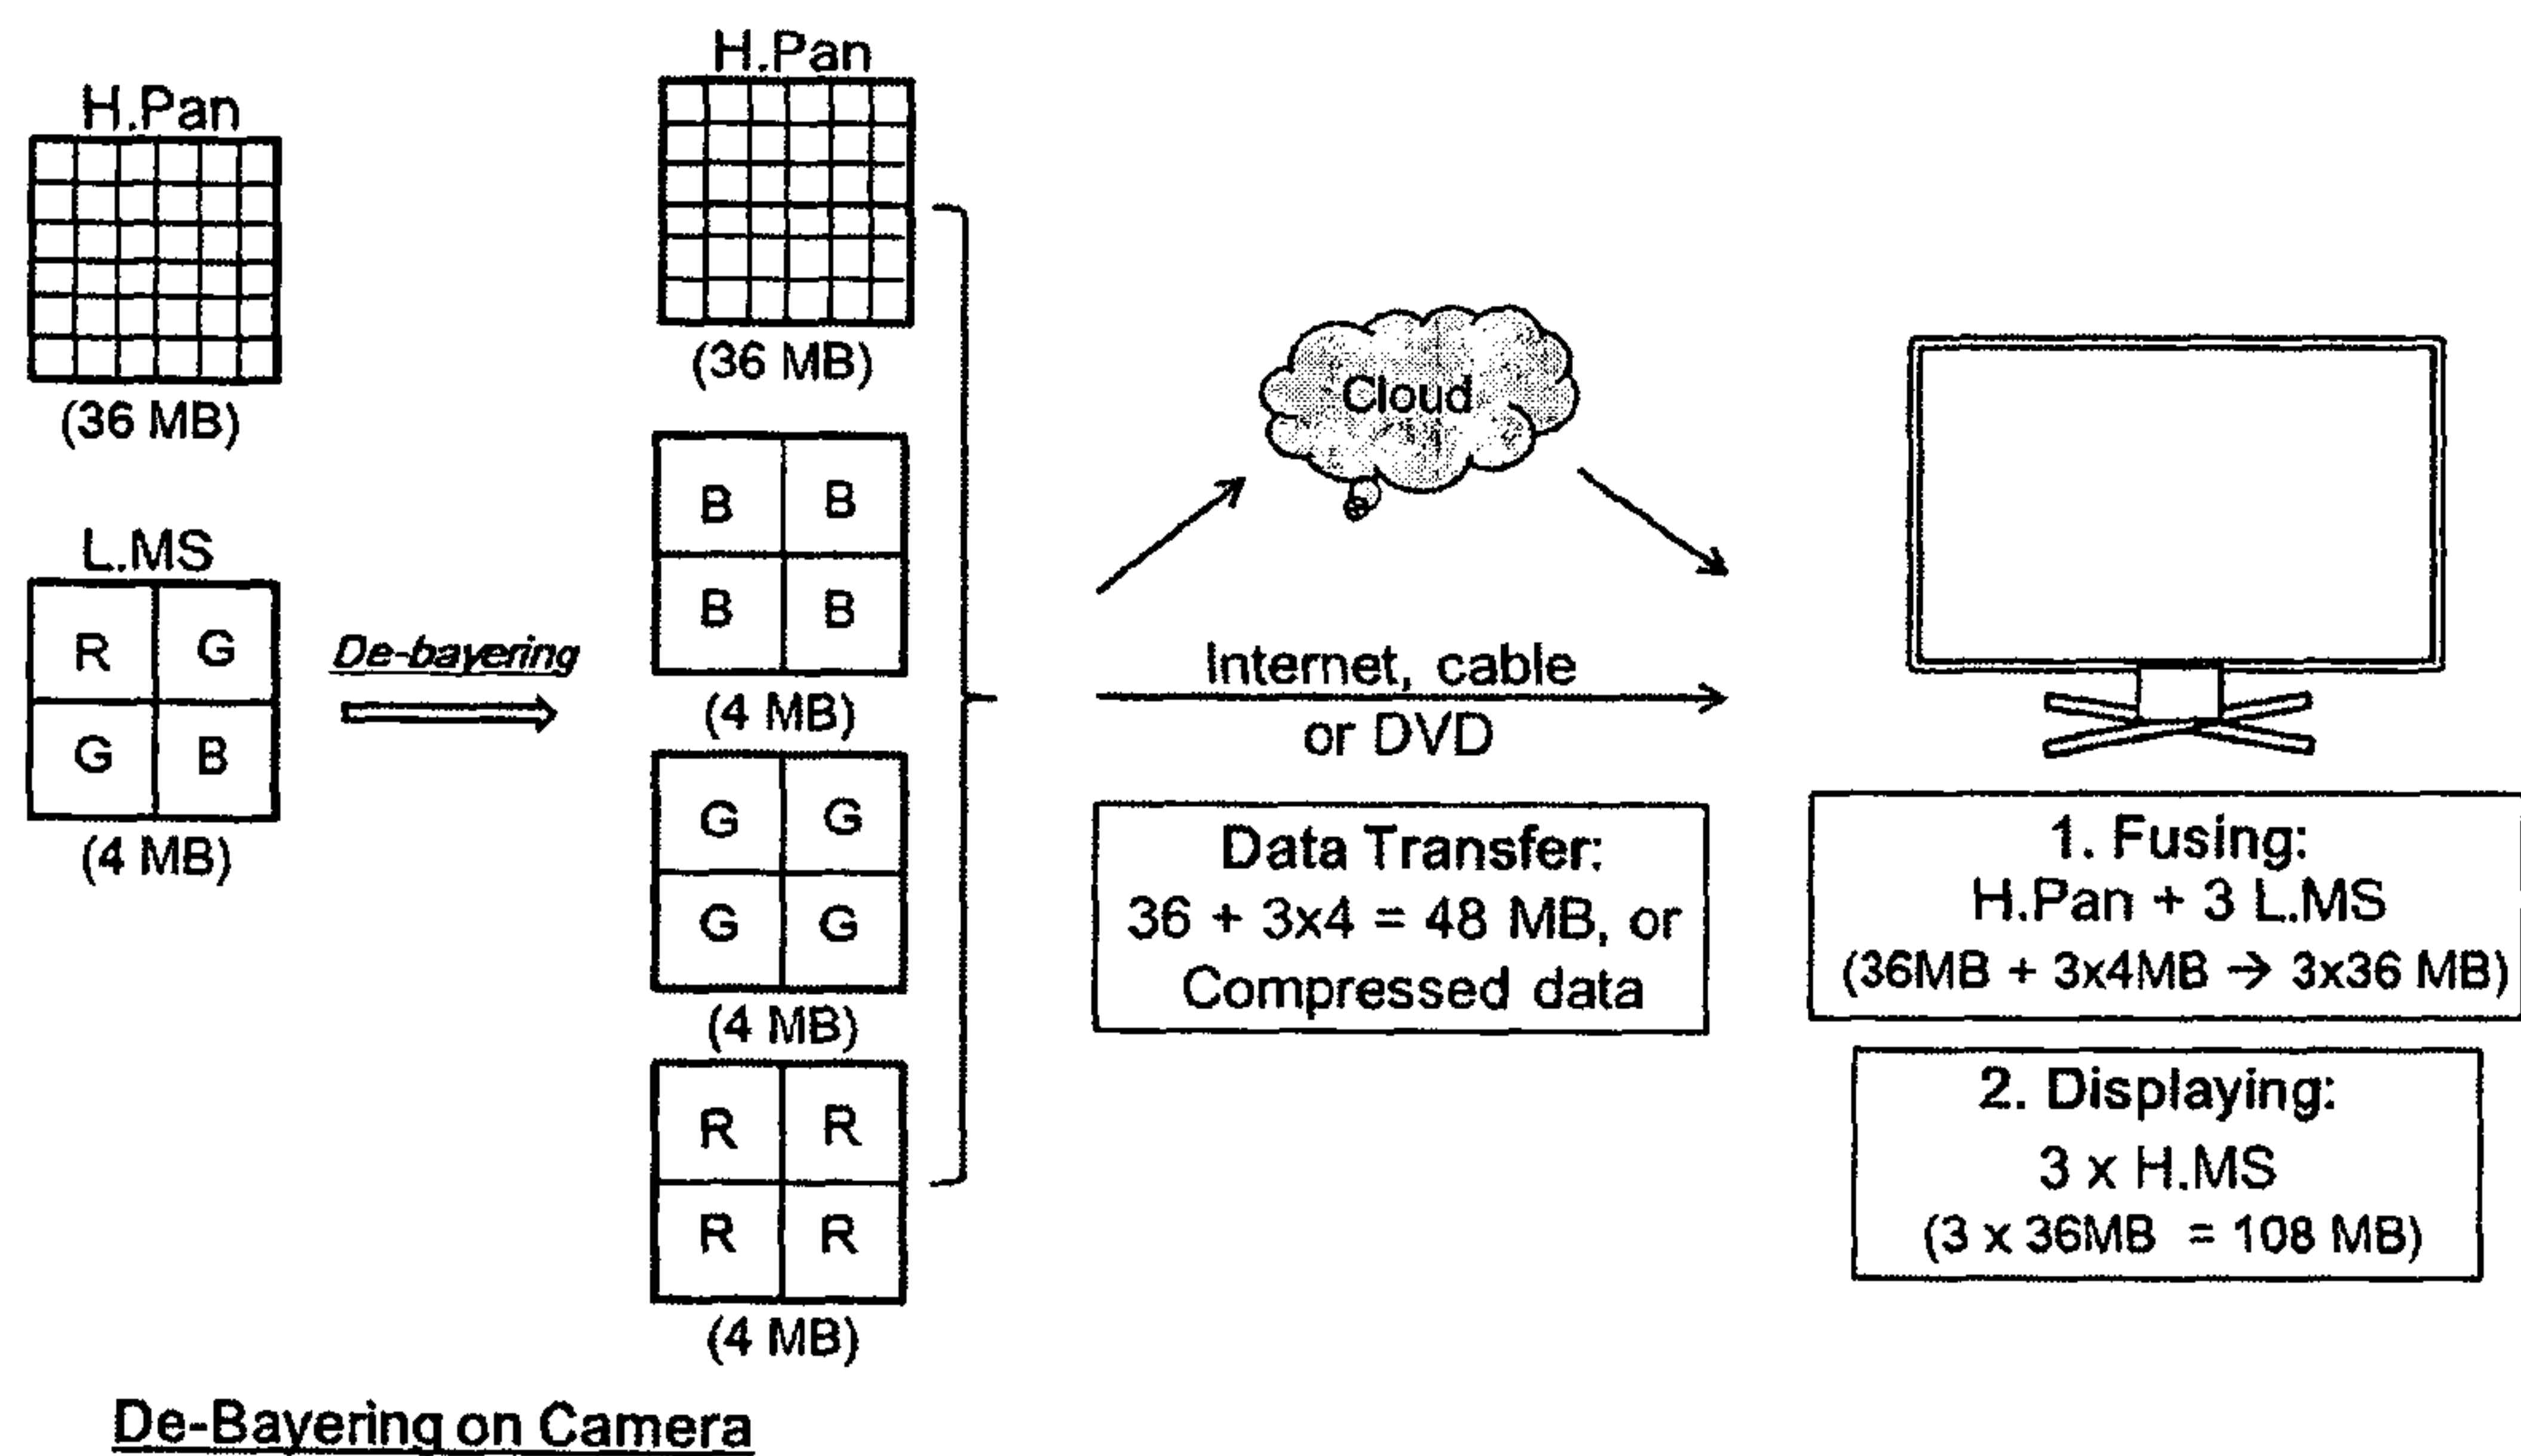 H.Pan
(36 MB)
L.MS
R G
G B
(4 MB)
De-bayering
H.Pan
(36 MB)
B B
B B
(4 MB)
G G
G G
(4 MB)
R R
R R
(4 MB)
De-Bayering on Camera
Cloud
Internet, cable
or DVD
Data Transfer:
36 + 3x4 = 48 MB, or
Compressed data
1. Fusing:
H.Pan + 3 L.MS
(36MB + 3x4MB → 3x36 MB)
2. Displaying:
3 x H.MS
(3 x 36MB = 108 MB)